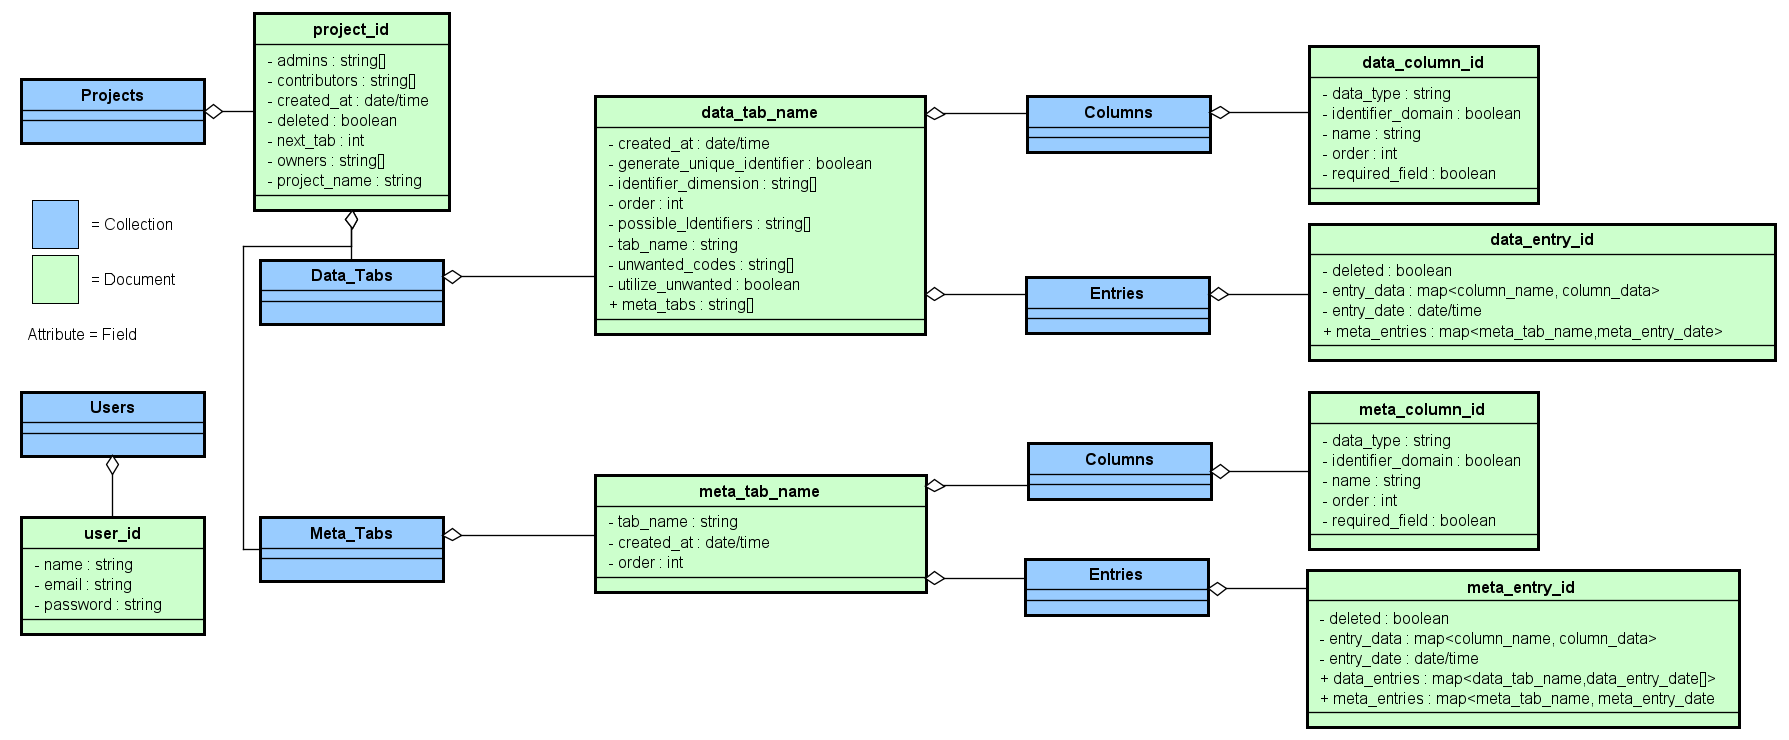 Projects
project_id
- admins : string[]
- contributors : string[]
- created_at : date/time
- deleted : boolean
- next_tab : int
- owners : string[]
- project_name : string
= Collection
= Document
Attribute = Field
Users
user_id
- name : string
- email : string
- password : string
Data_Tabs
Meta_Tabs
data_tab_name
- created_at : date/time
- generate_unique_identifier : boolean
- identifier_dimension : string[]
- order : int
- possible_Identifiers : string[]
- tab_name : string
- unwanted_codes : string[]
- utilize_unwanted : boolean
+ meta_tabs : string[]
meta_tab_name
- tab_name : string
- created_at : date/time
- order : int
Columns
Entries
Columns
Entries
data_column_id
- data_type : string
- identifier_domain : boolean
- name : string
- order : int
- required_field : boolean
data_entry_id
- deleted : boolean
- entry_data : map<column_name, column_data>
- entry_date : date/time
+ meta_entries : map<meta_tab_name,meta_entry_date>
meta_column_id
- data_type : string
- identifier_domain : boolean
- name : string
- order : int
- required_field : boolean
meta_entry_id
- deleted : boolean
- entry_data : map<column_name, column_data>
- entry_date : date/time
+ data_entries : map<data_tab_name,data_entry_date[]>
+ meta_entries : map<meta_tab_name, meta_entry_date